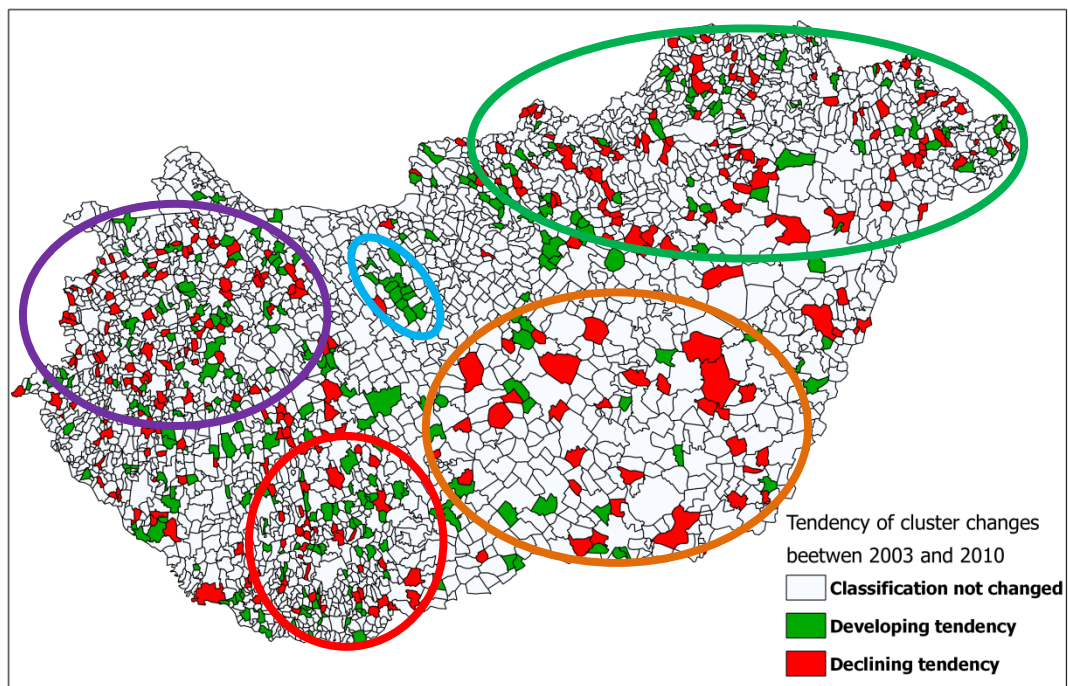 Tendency of cluster changes
beetwen 2003 and 2010
Classification not changed
Developing tendency
Declining tendency